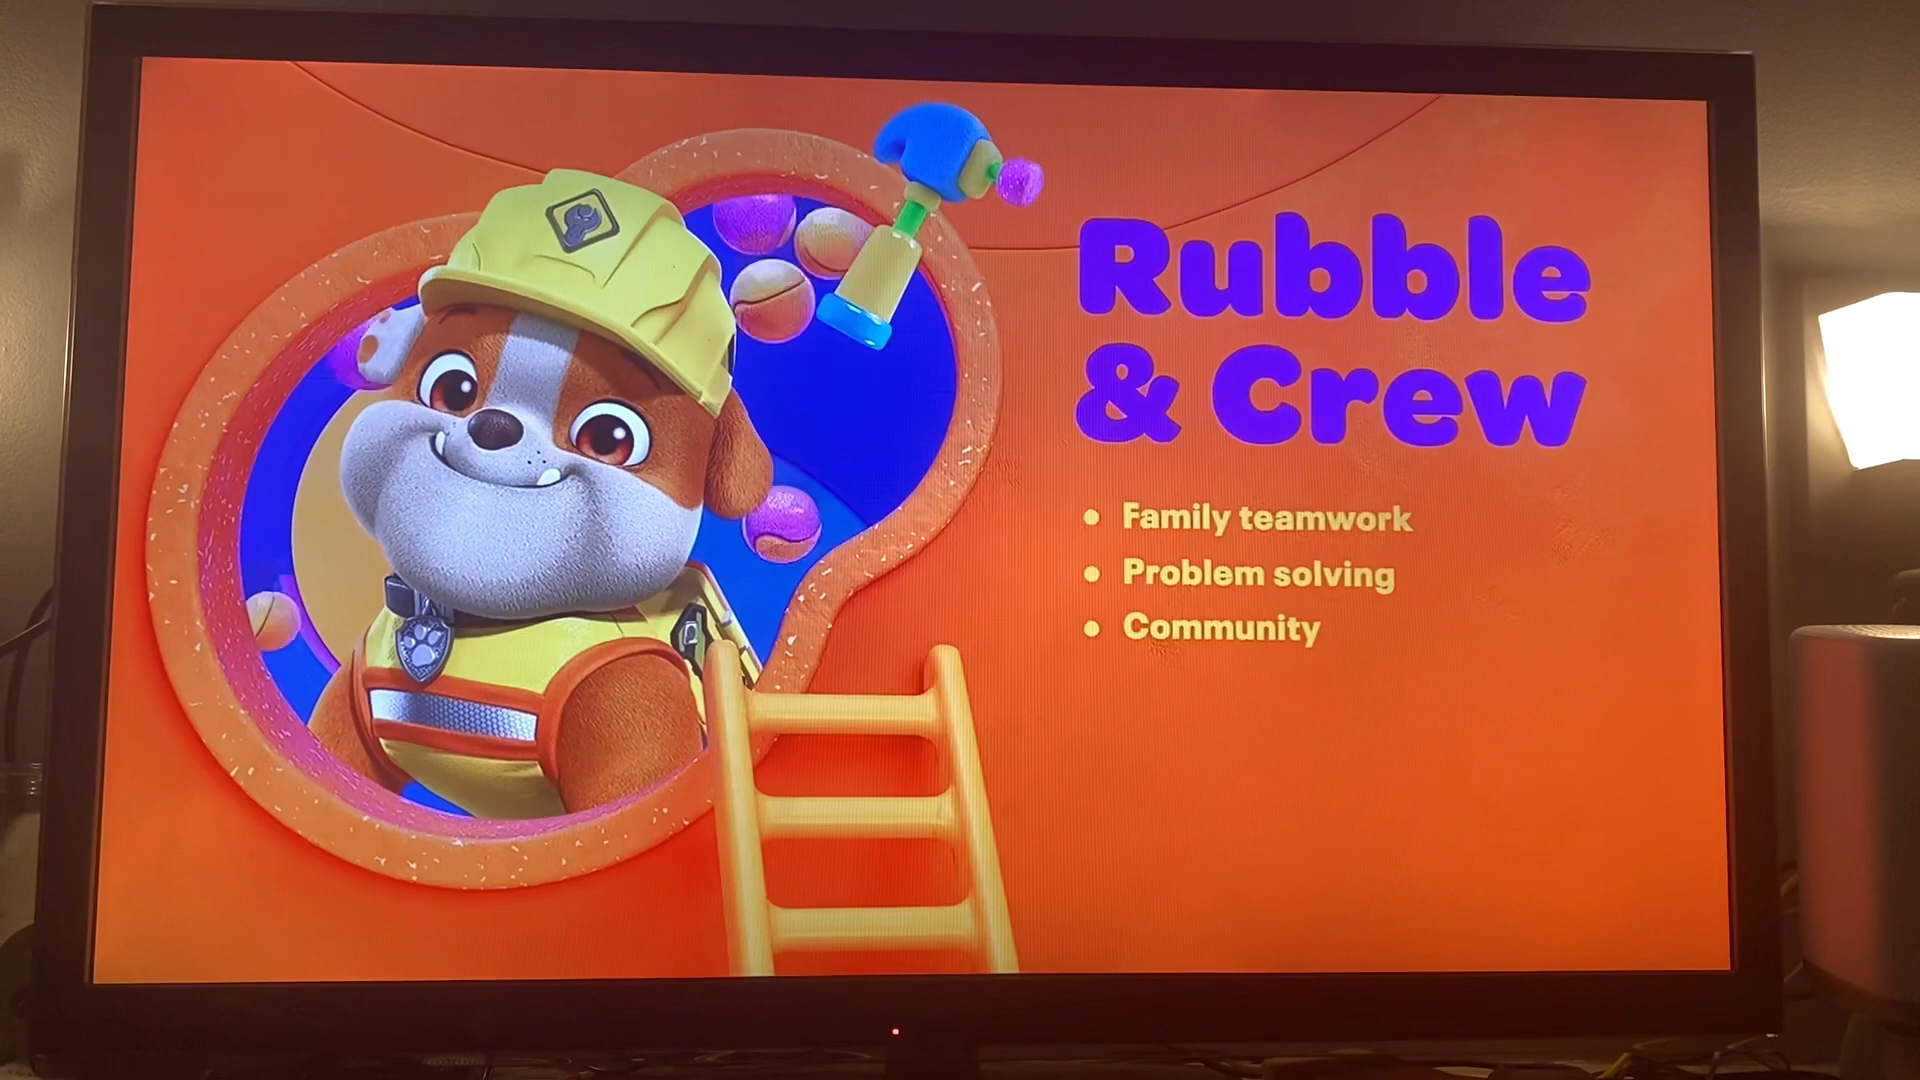 Rubble
& Crew
• Family teamwork
• Problem solving
• Community